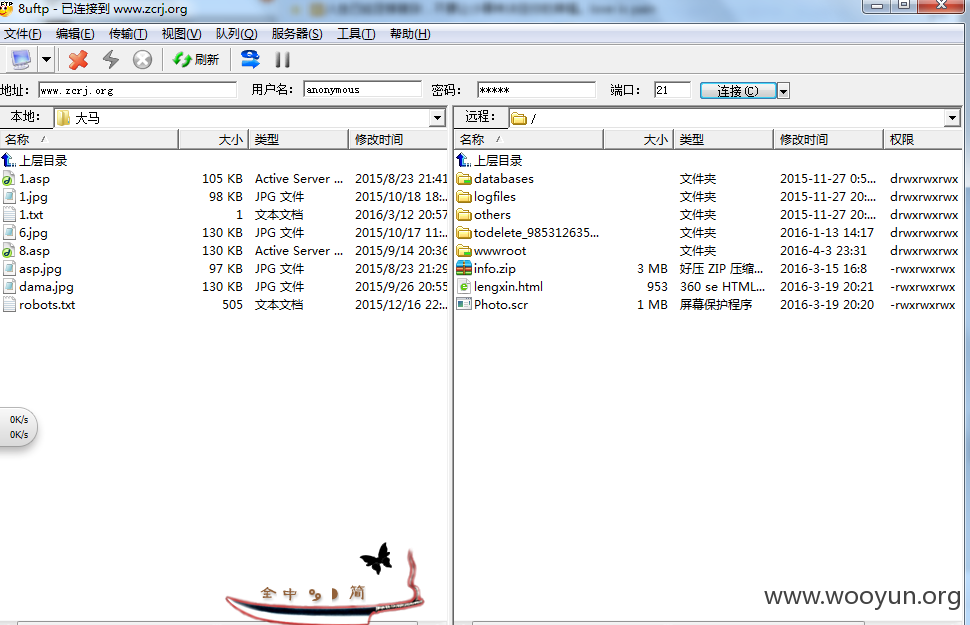 8uftp - 已连接到 www.zcrj.org
文件(F) 编辑(E) 传输(T) 视图(V) 队列(Q) 服务器(S) 工具(T) 帮助(H)
刷新
地址: www.zcrj.org 用户名: anonymous 密码: ***** 端口: 21 连接(C)
本地: 大马
名称 / 大小 类型 修改时间
上层目录
1.asp 105 KB Active Server ... 2015/8/23 21:41
1.jpg 98 KB JPG 文件 2015/10/18 18:..
1.txt 1 文本文档 2016/3/12 20:57
6.jpg 130 KB JPG 文件 2015/10/17 11:..
8.asp 130 KB Active Server ... 2015/9/14 20:36
asp.jpg 97 KB JPG 文件 2015/8/23 21:29
dama.jpg 130 KB JPG 文件 2015/9/26 20:55
robots.txt 505 文本文档 2015/12/16 22:..
0K/s
0K/s
远程: /
名称 / 大小 类型 修改时间 权限
上层目录
databases 文件夹 2015-11-27 0:5... drwxrwxrwx
logfiles 文件夹 2015-11-27 20:... drwxrwxrwx
others 文件夹 2015-11-27 20:... drwxrwxrwx
todelete_985312635... 文件夹 2016-1-13 14:17 drwxrwxrwx
wwwroot 文件夹 2016-4-3 23:31 drwxrwxrwx
info.zip 3 MB 好压 ZIP 压缩... 2016-3-15 16:8 -rwxrwxrwx
lengxin.html 953 360 se HTML... 2016-3-19 20:21 -rwxrwxrwx
Photo.scr 1 MB 屏幕保护程序 2016-3-19 20:20 -rwxrwxrwx
全 中 简
www.wooyun.org